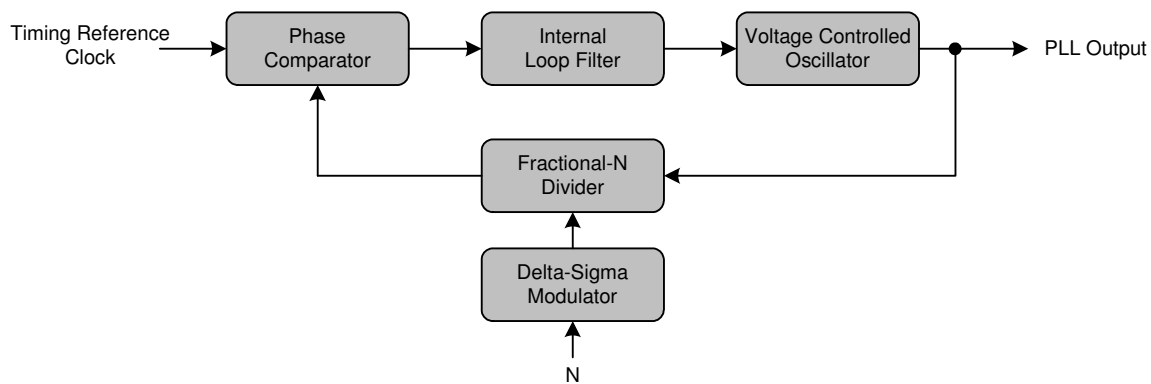 Timing Reference
Clock
Phase
Comparator
Internal
Loop Filter
Voltage Controlled
Oscillator
PLL Output
Fractional-N
Divider
Delta-Sigma
Modulator
N